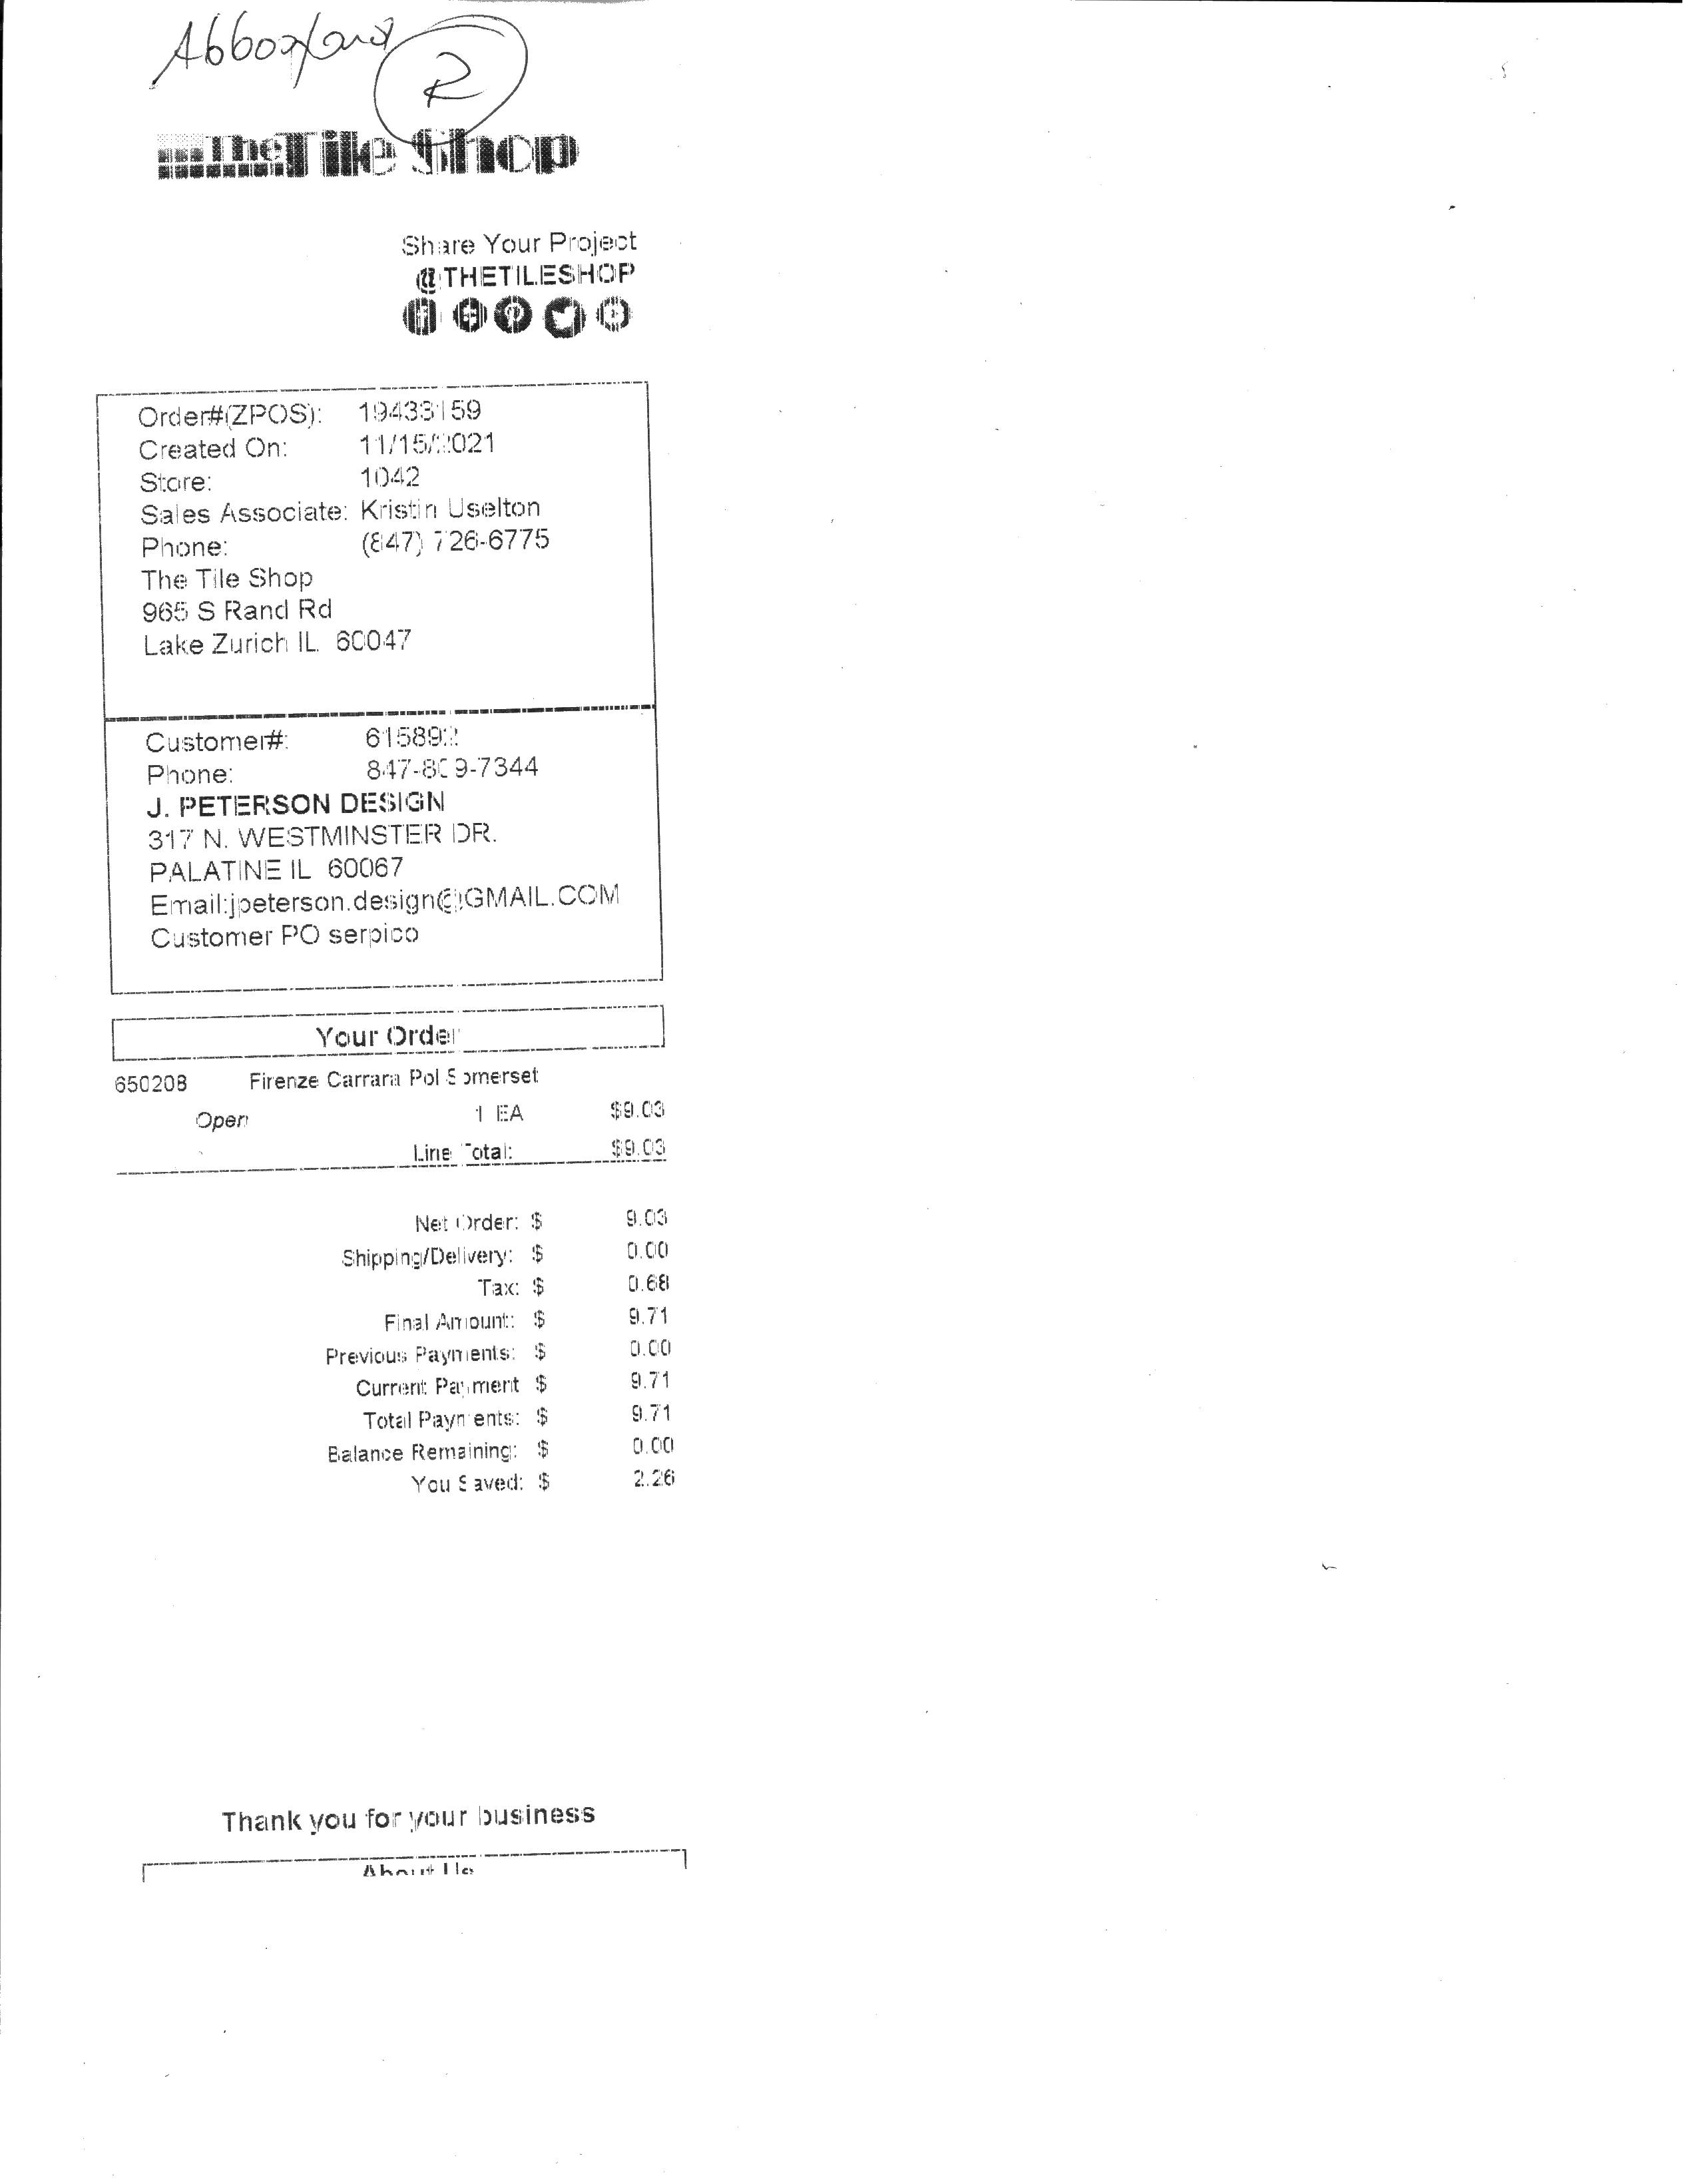 R
The Tile Shop
Share Your Project
@THETILESHOP
Order#(ZPOS): 19433159
Created On: 11/15/2021
Store: 1042
Sales Associate: Kristin Uselton
Phone: (847) 726-6775
The Tile Shop
965 S Rand Rd
Lake Zurich IL 60047
Customer#: 615892
Phone: 847-809-7344
J. PETERSON DESIGN
317 N. WESTMINSTER DR.
PALATINE IL 60067
Email:jpeterson.design@GMAIL.COM
Customer PO serpico
Your Order
650208 Firenze Carrara Pol Somerset
Open 1 EA $9.03
Line Total: $9.03
Net Order: $ 9.03
Shipping/Delivery: $ 0.00
Tax: $ 0.68
Final Amount: $ 9.71
Previous Payments: $ 0.00
Current Payment $ 9.71
Total Payments: $ 9.71
Balance Remaining: $ 0.00
You Saved: $ 2.26
Thank you for your business
About Us